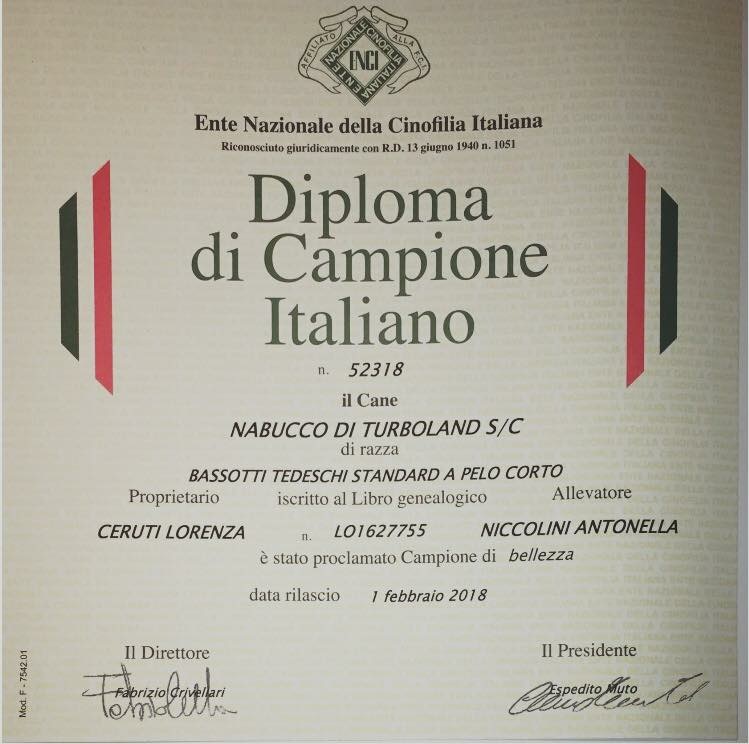 AFFILIATO ALLA F.C.I.
ENTE NAZIONALE CINOFILIA ITALIANA
ENCI
Ente Nazionale della Cinofilia Italiana
Riconosciuto giuridicamente con R.D. 13 giugno 1940 n. 1051
Diploma
di Campione
Italiano
n. 52318
il Cane
NABUCCO DI TURBOLAND S/C
di razza
BASSOTTI TEDESCHI STANDARD A PELO CORTO
Proprietario iscritto al Libro genealogico Allevatore
CERUTI LORENZA n. LO1627755 NICCOLINI ANTONELLA
è stato proclamato Campione di bellezza
data rilascio 1 febbraio 2018
Il Direttore Il Presidente
Fabrizio Crivellari Espedito Muto
Mod. F - 7542.01